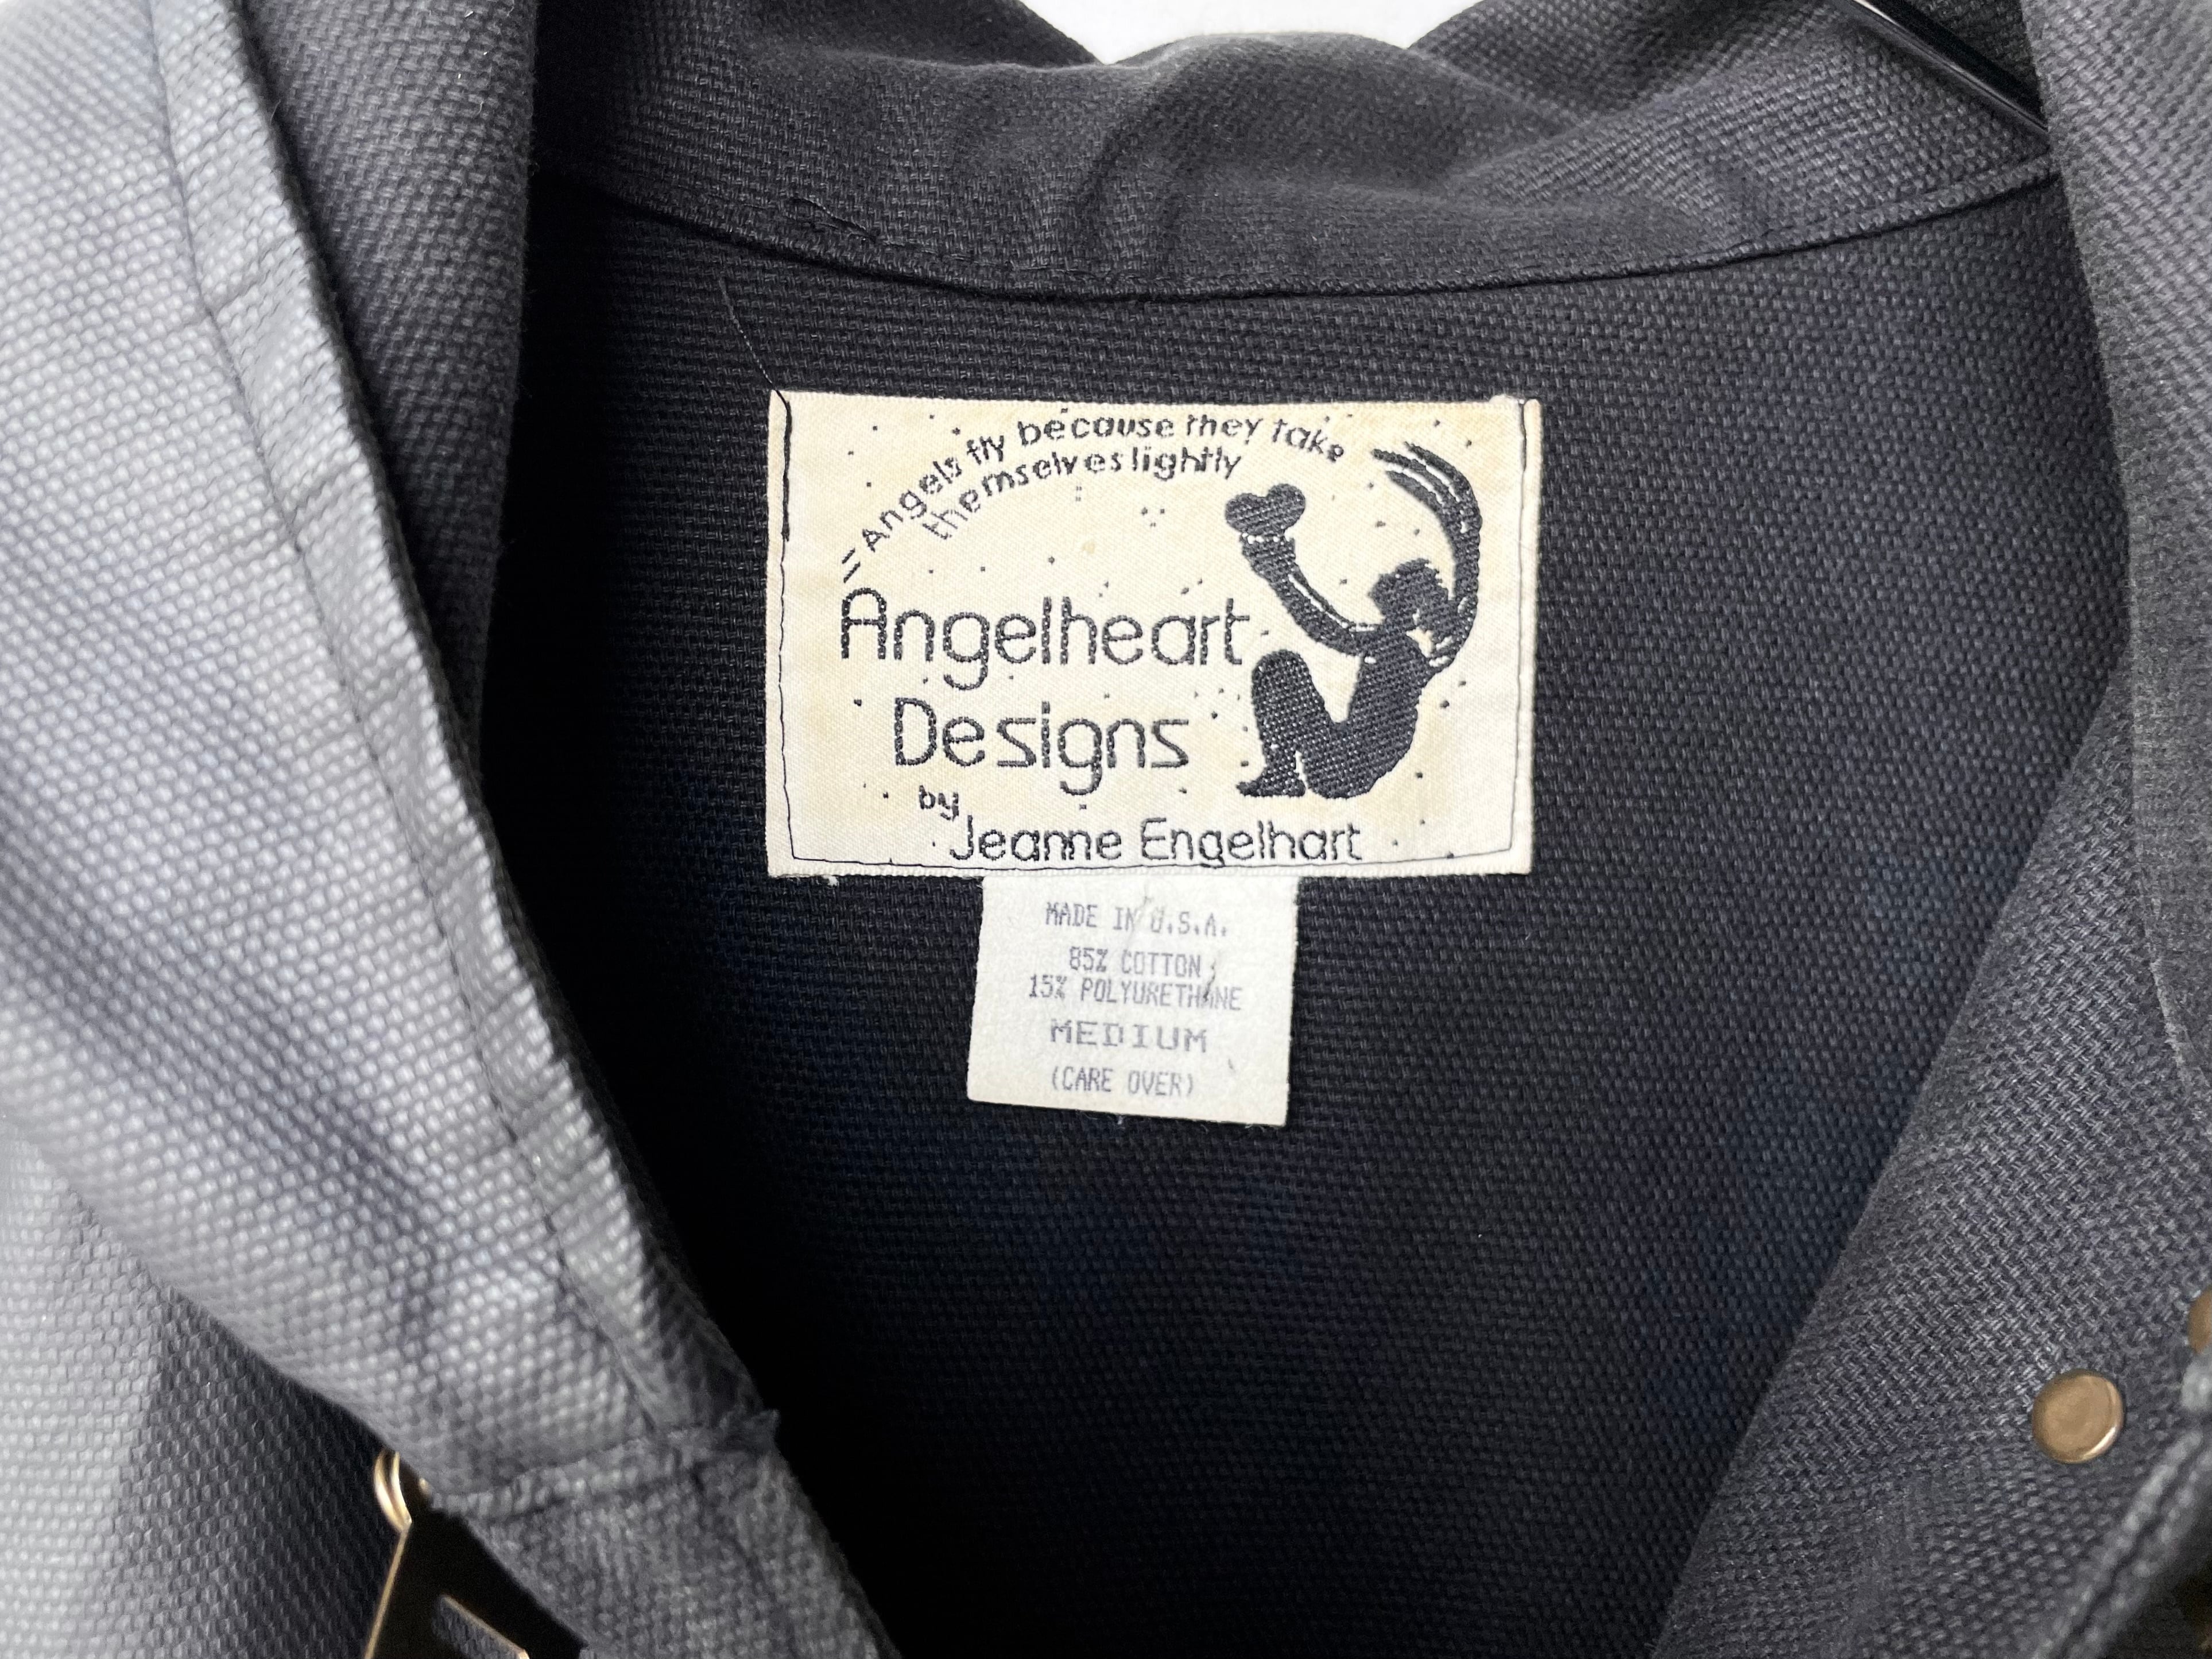 Angels fly because they take
themselves lightly
Angelheart
Designs
by
Jeanne Engelhart
MADE IN U.S.A.
85% COTTON
15% POLYURETHANE
MEDIUM
(CARE OVER)